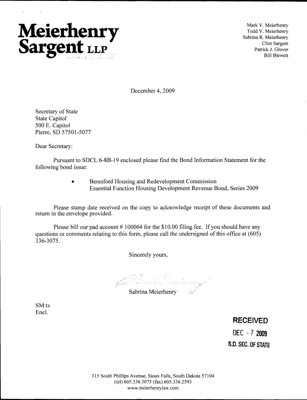 Meierhenry
Sargent LLP
Mark V. Meierhenry
Todd V. Meierhenry
Sabrina R. Meierhenry
Clint Sargent
Patrick J. Glover
Bill Blewett
December 4, 2009
Secretary of State
State Capitol
500 E. Capitol
Pierre, SD 57501-5077
Dear Secretary:
Pursuant to SDCL 6-8B-19 enclosed please find the Bond Information Statement for the
following bond issue:
• Beresford Housing and Redevelopment Commission
Essential Function Housing Development Revenue Bond, Series 2009
Please stamp date received on the copy to acknowledge receipt of these documents and
return in the envelope provided.
Please bill our pad account # 100064 for the $10.00 filing fee. If you should have any
questions or comments relating to this form, please call the undersigned of this office at (605)
336-3075.
Sincerely yours,
Sabrina Meierhenry
SM:ts
Encl.
RECEIVED
DEC - 7 2009
S.D. SEC. OF STATE
315 South Phillips Avenue, Sioux Falls, South Dakota 57104
(tel) 605.336.3075 (fax) 605.336.2593
www.meierhenrylaw.com